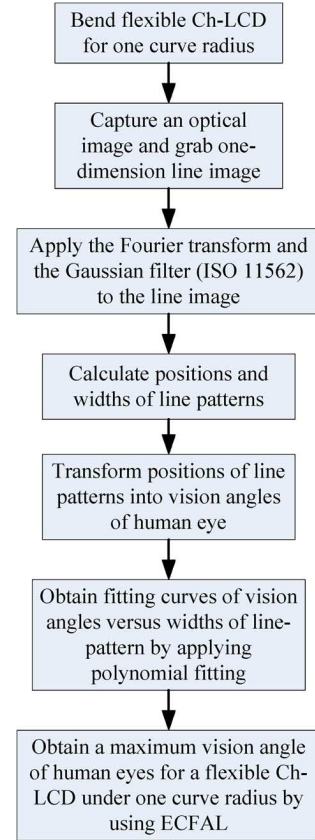 Bend flexible Ch-LCD
for one curve radius
Capture an optical
image and grab one-
dimension line image
Apply the Fourier transform and
the Gaussian filter (ISO 11562)
to the line image
Calculate positions and
widths of line patterns
Transform positions of line
patterns into vision angles
of human eye
Obtain fitting curves of vision
angles versus widths of line-
pattern by applying
polynomial fitting
Obtain a maximum vision angle
of human eyes for a flexible Ch-
LCD under one curve radius by
using ECFAL